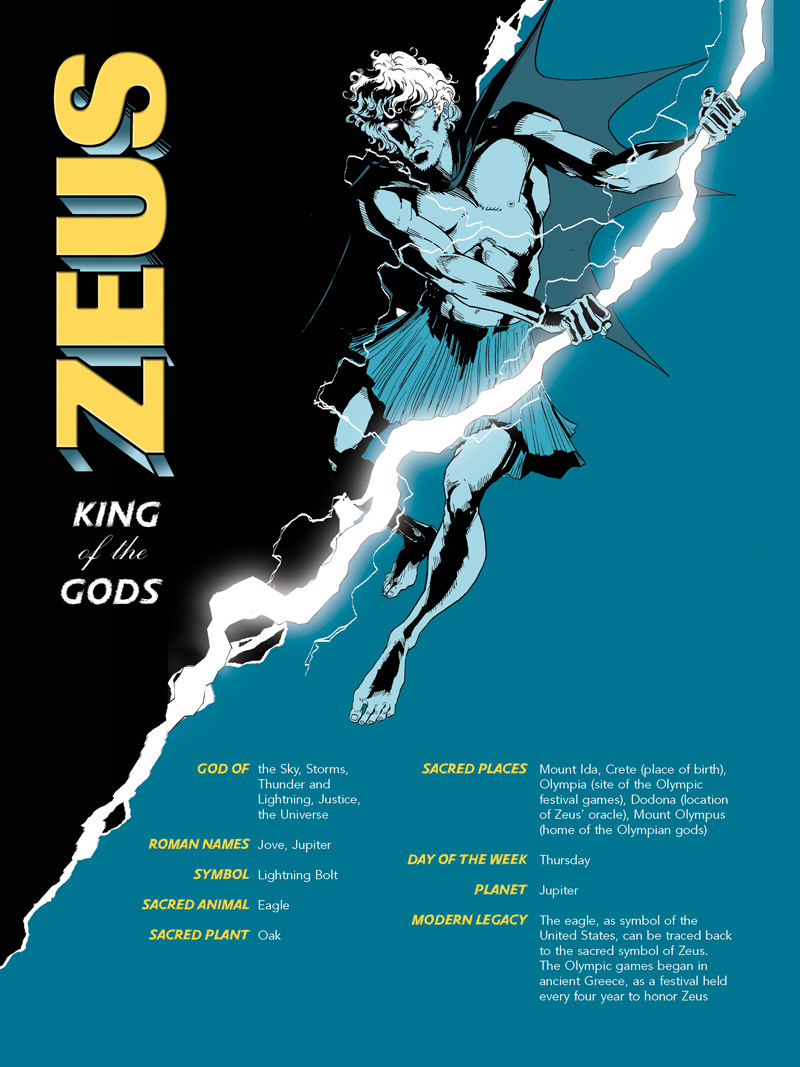 ZEUS
KING
of the
GODS
GOD OF the Sky, Storms,
Thunder and
Lightning, Justice,
the Universe
ROMAN NAMES Jove, Jupiter
SYMBOL Lightning Bolt
SACRED ANIMAL Eagle
SACRED PLANT Oak
SACRED PLACES Mount Ida, Crete (place of birth),
Olympia (site of the Olympic
festival games), Dodona (location
of Zeus' oracle), Mount Olympus
(home of the Olympian gods)
DAY OF THE WEEK Thursday
PLANET Jupiter
MODERN LEGACY The eagle, as symbol of the
United States, can be traced back
to the sacred symbol of Zeus.
The Olympic games began in
ancient Greece, as a festival held
every four year to honor Zeus